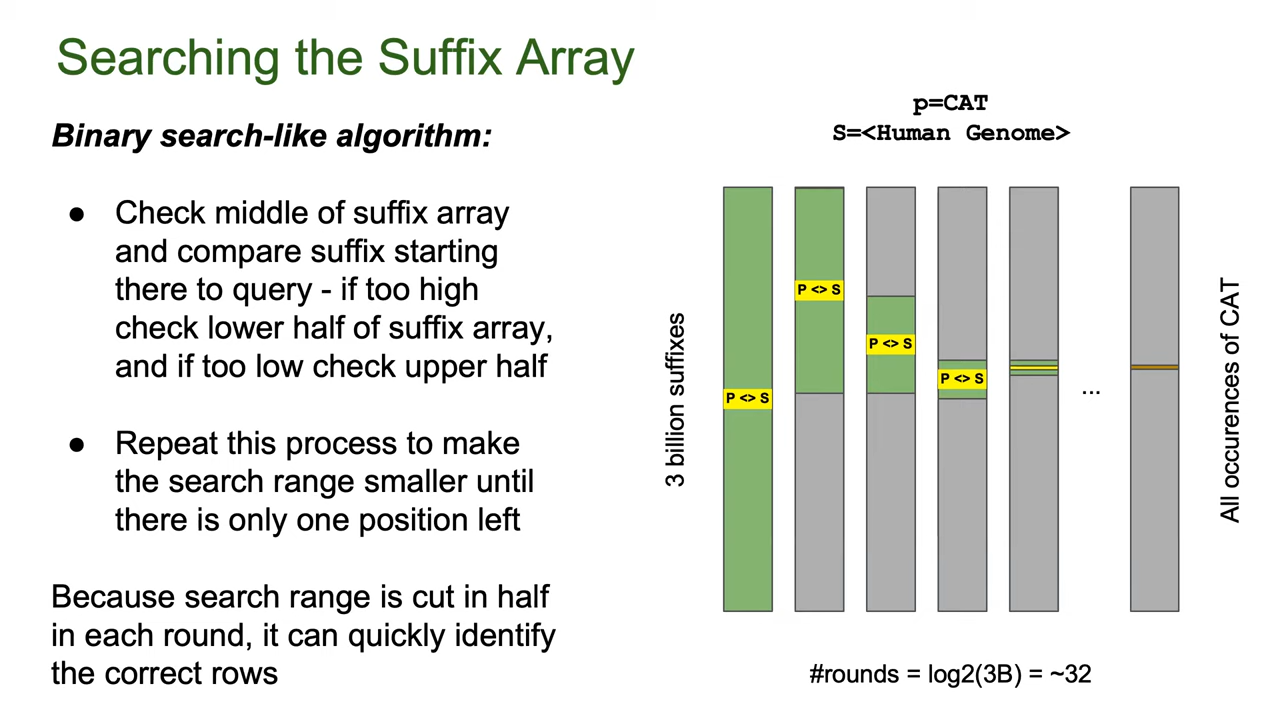 Searching the Suffix Array
Binary search-like algorithm:
● Check middle of suffix array
and compare suffix starting
there to query - if too high
check lower half of suffix array,
and if too low check upper half
● Repeat this process to make
the search range smaller until
there is only one position left
Because search range is cut in half
in each round, it can quickly identify
the correct rows
p=CAT
S=<Human Genome>
3 billion suffixes
P <> S
P <> S
P <> S
P <> S
...
All occurences of CAT
#rounds = log2(3B) = ~32